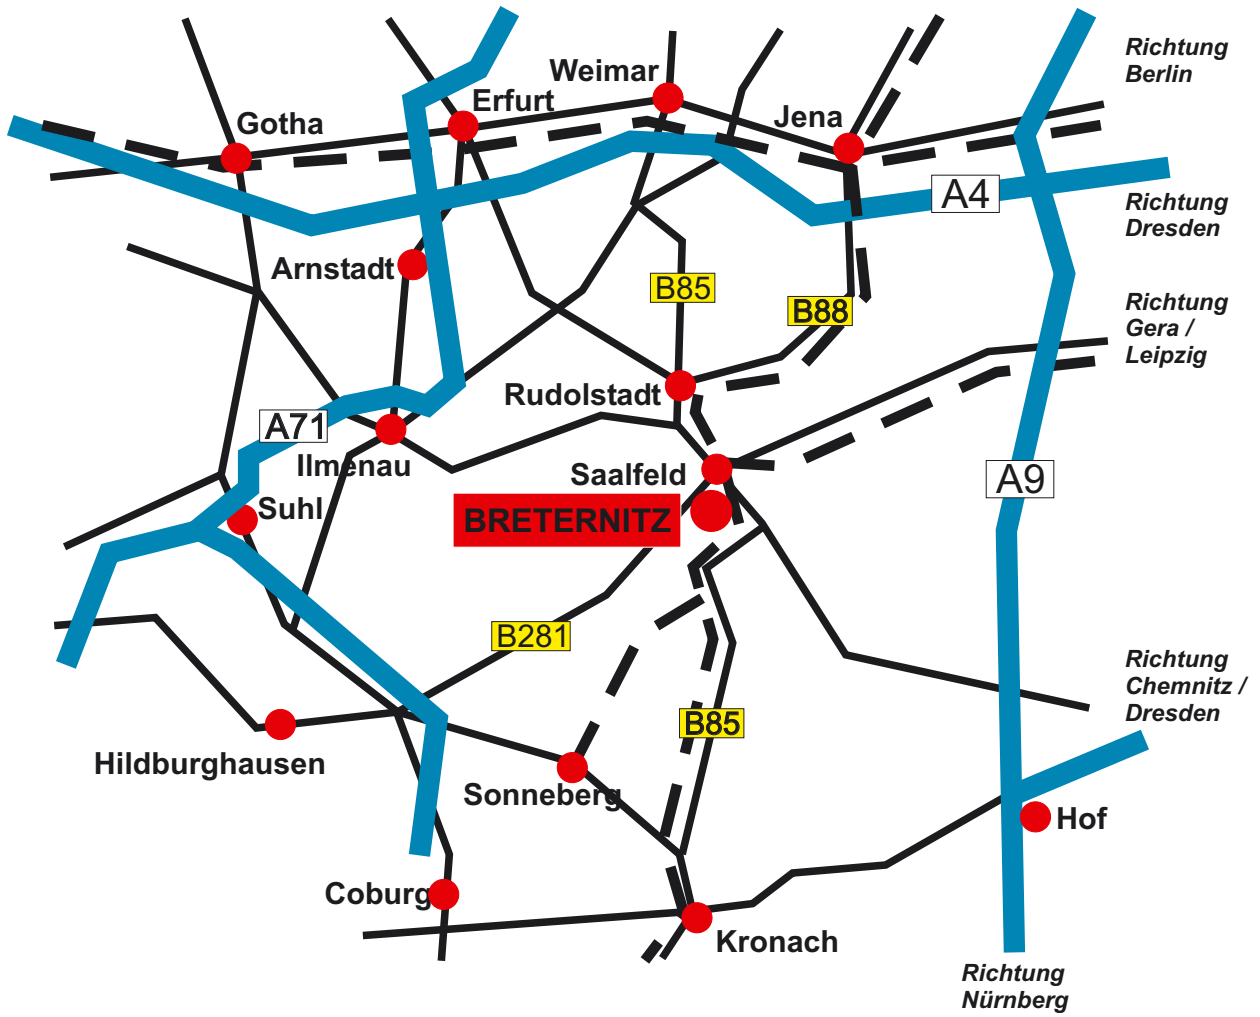 Richtung
Berlin
Weimar
Erfurt
Gotha
Jena
A4
Richtung
Dresden
Arnstadt
B85
B88
Richtung
Gera /
Leipzig
Rudolstadt
A71
Ilmenau
Saalfeld
A9
Suhl
BRETERNITZ
B281
Richtung
Chemnitz /
Dresden
B85
Hildburghausen
Sonneberg
Hof
Coburg
Kronach
Richtung
Nürnberg